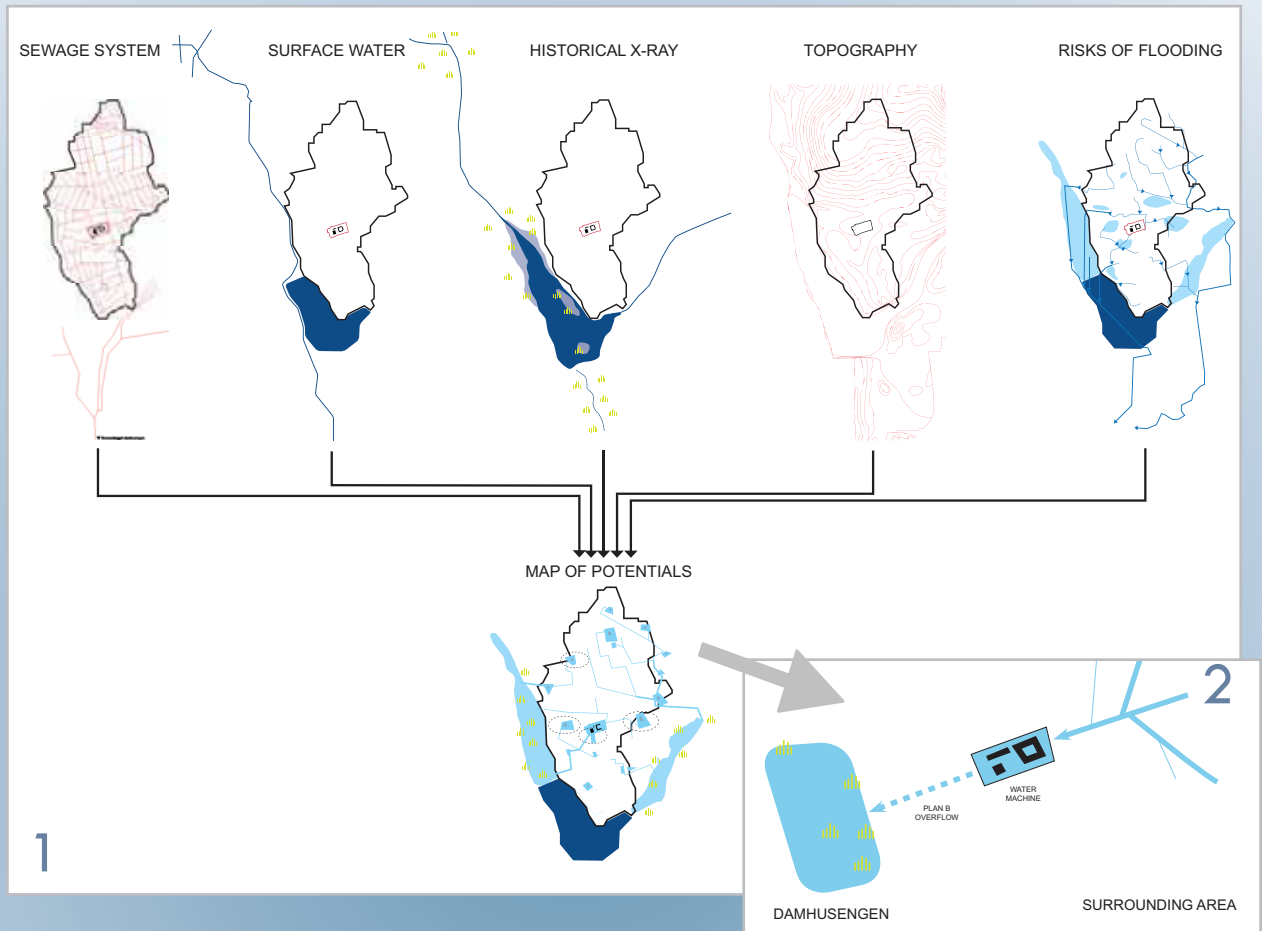 SEWAGE SYSTEM
SURFACE WATER
HISTORICAL X-RAY
TOPOGRAPHY
RISKS OF FLOODING
MAP OF POTENTIALS
1
2
WATER
MACHINE
PLAN B
OVERFLOW
DAMHUSENGEN
SURROUNDING AREA